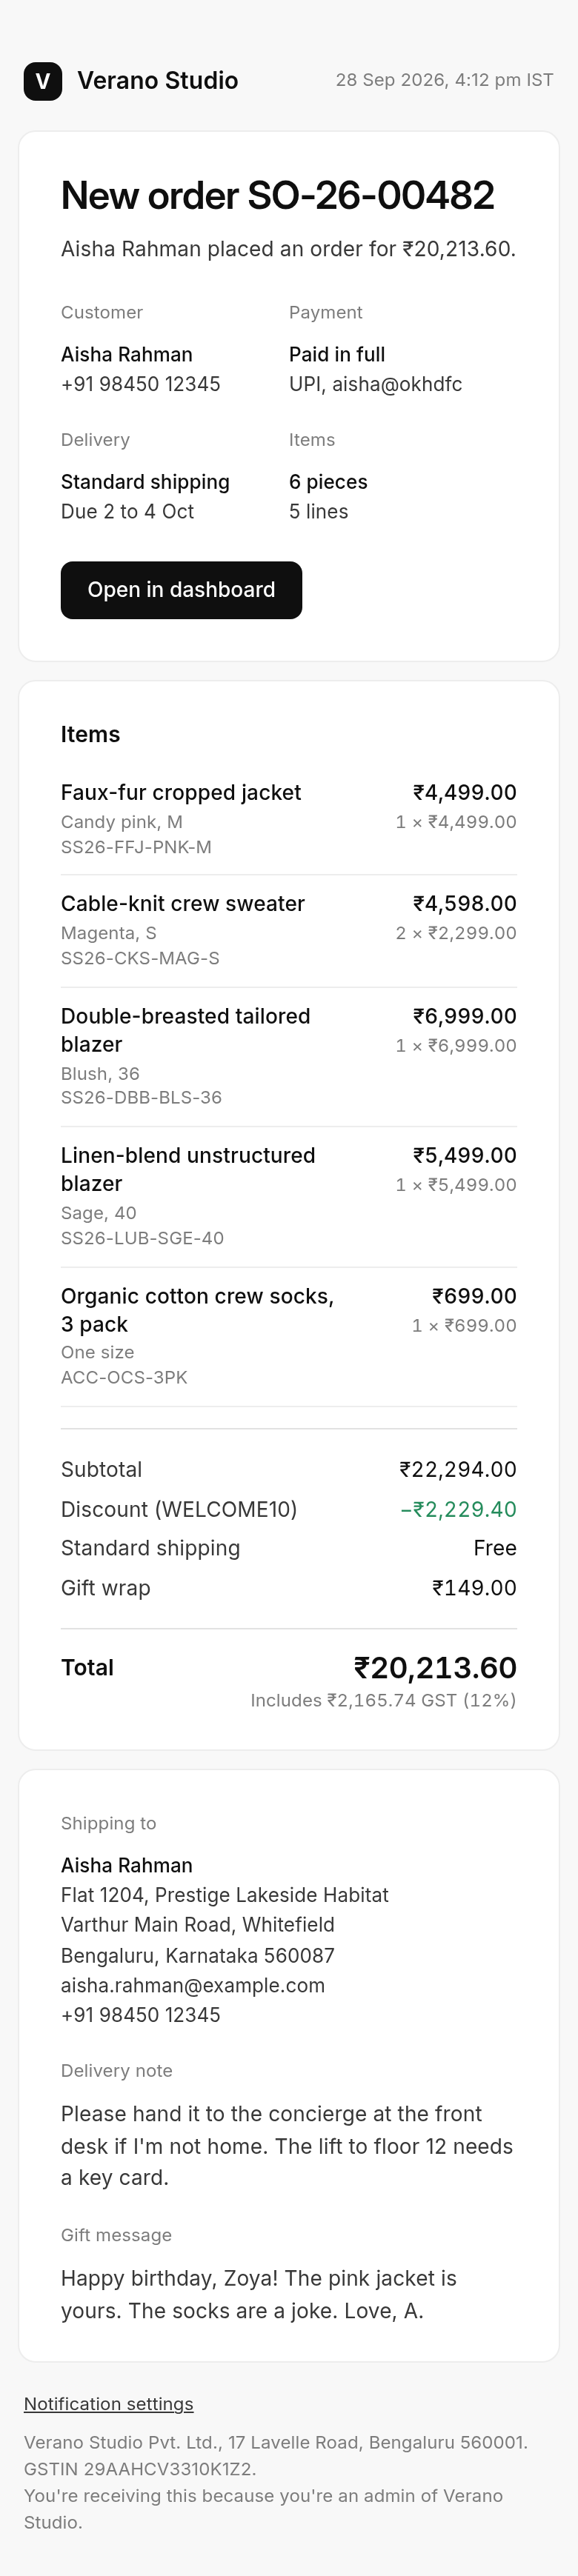 V Verano Studio 28 Sep 2026, 4:12 pm IST
New order SO-26-00482
Aisha Rahman placed an order for ₹20,213.60.
Customer Payment
Aisha Rahman Paid in full
+91 98450 12345 UPI, aisha@okhdfc
Delivery Items
Standard shipping 6 pieces
Due 2 to 4 Oct 5 lines
Open in dashboard
Items
Faux-fur cropped jacket ₹4,499.00
Candy pink, M 1 × ₹4,499.00
SS26-FFJ-PNK-M
Cable-knit crew sweater ₹4,598.00
Magenta, S 2 × ₹2,299.00
SS26-CKS-MAG-S
Double-breasted tailored ₹6,999.00
blazer 1 × ₹6,999.00
Blush, 36
SS26-DBB-BLS-36
Linen-blend unstructured ₹5,499.00
blazer 1 × ₹5,499.00
Sage, 40
SS26-LUB-SGE-40
Organic cotton crew socks, ₹699.00
3 pack 1 × ₹699.00
One size
ACC-OCS-3PK
Subtotal ₹22,294.00
Discount (WELCOME10) −₹2,229.40
Standard shipping Free
Gift wrap ₹149.00
Total ₹20,213.60
Includes ₹2,165.74 GST (12%)
Shipping to
Aisha Rahman
Flat 1204, Prestige Lakeside Habitat
Varthur Main Road, Whitefield
Bengaluru, Karnataka 560087
aisha.rahman@example.com
+91 98450 12345
Delivery note
Please hand it to the concierge at the front
desk if I'm not home. The lift to floor 12 needs
a key card.
Gift message
Happy birthday, Zoya! The pink jacket is
yours. The socks are a joke. Love, A.
Notification settings
Verano Studio Pvt. Ltd., 17 Lavelle Road, Bengaluru 560001.
GSTIN 29AAHCV3310K1Z2.
You're receiving this because you're an admin of Verano
Studio.